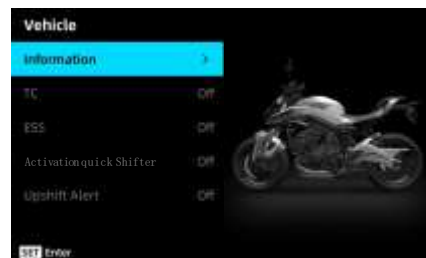 Vehicle
Information >
TC Off
ESS Off
Activation quick Shifter Off
Upshift Alert Off
SET Enter